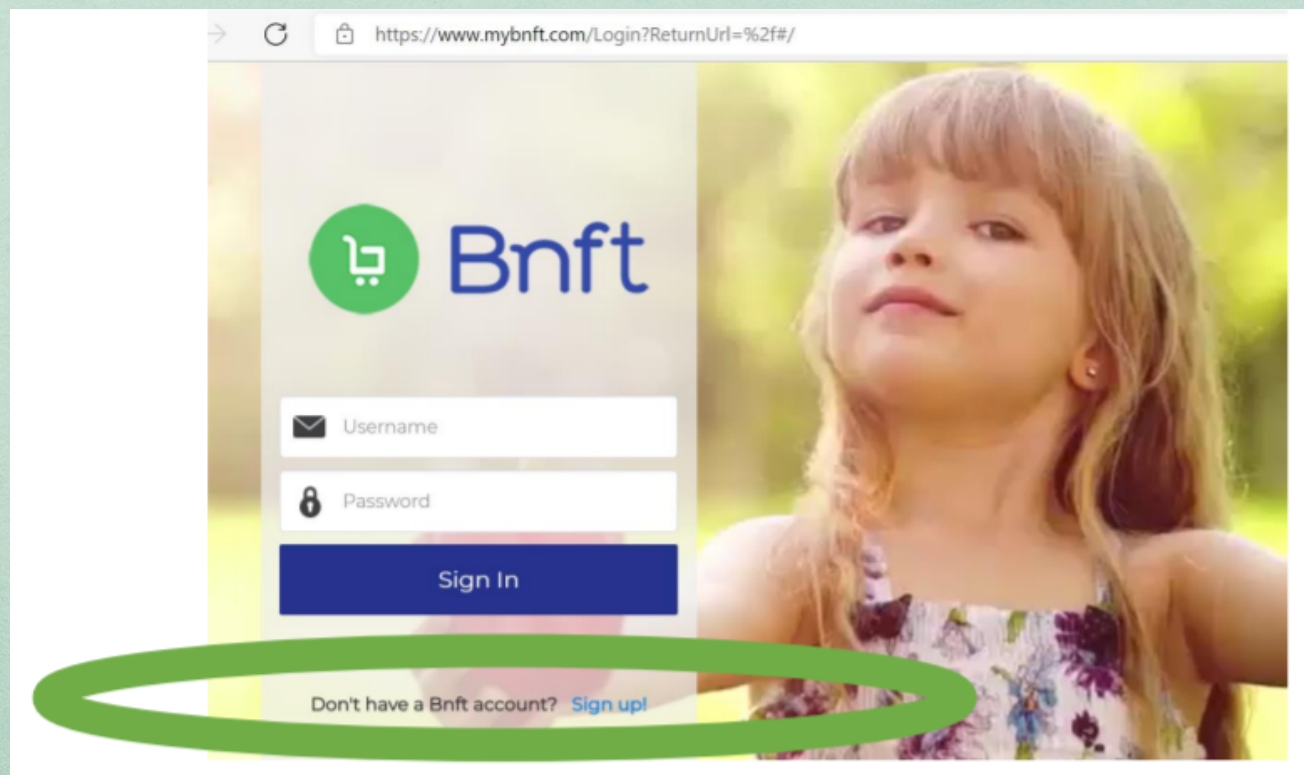 https://www.mybnft.com/Login?ReturnUrl=%2f#/
Bnft
Username
Password
Sign In
Don't have a Bnft account? Sign up!